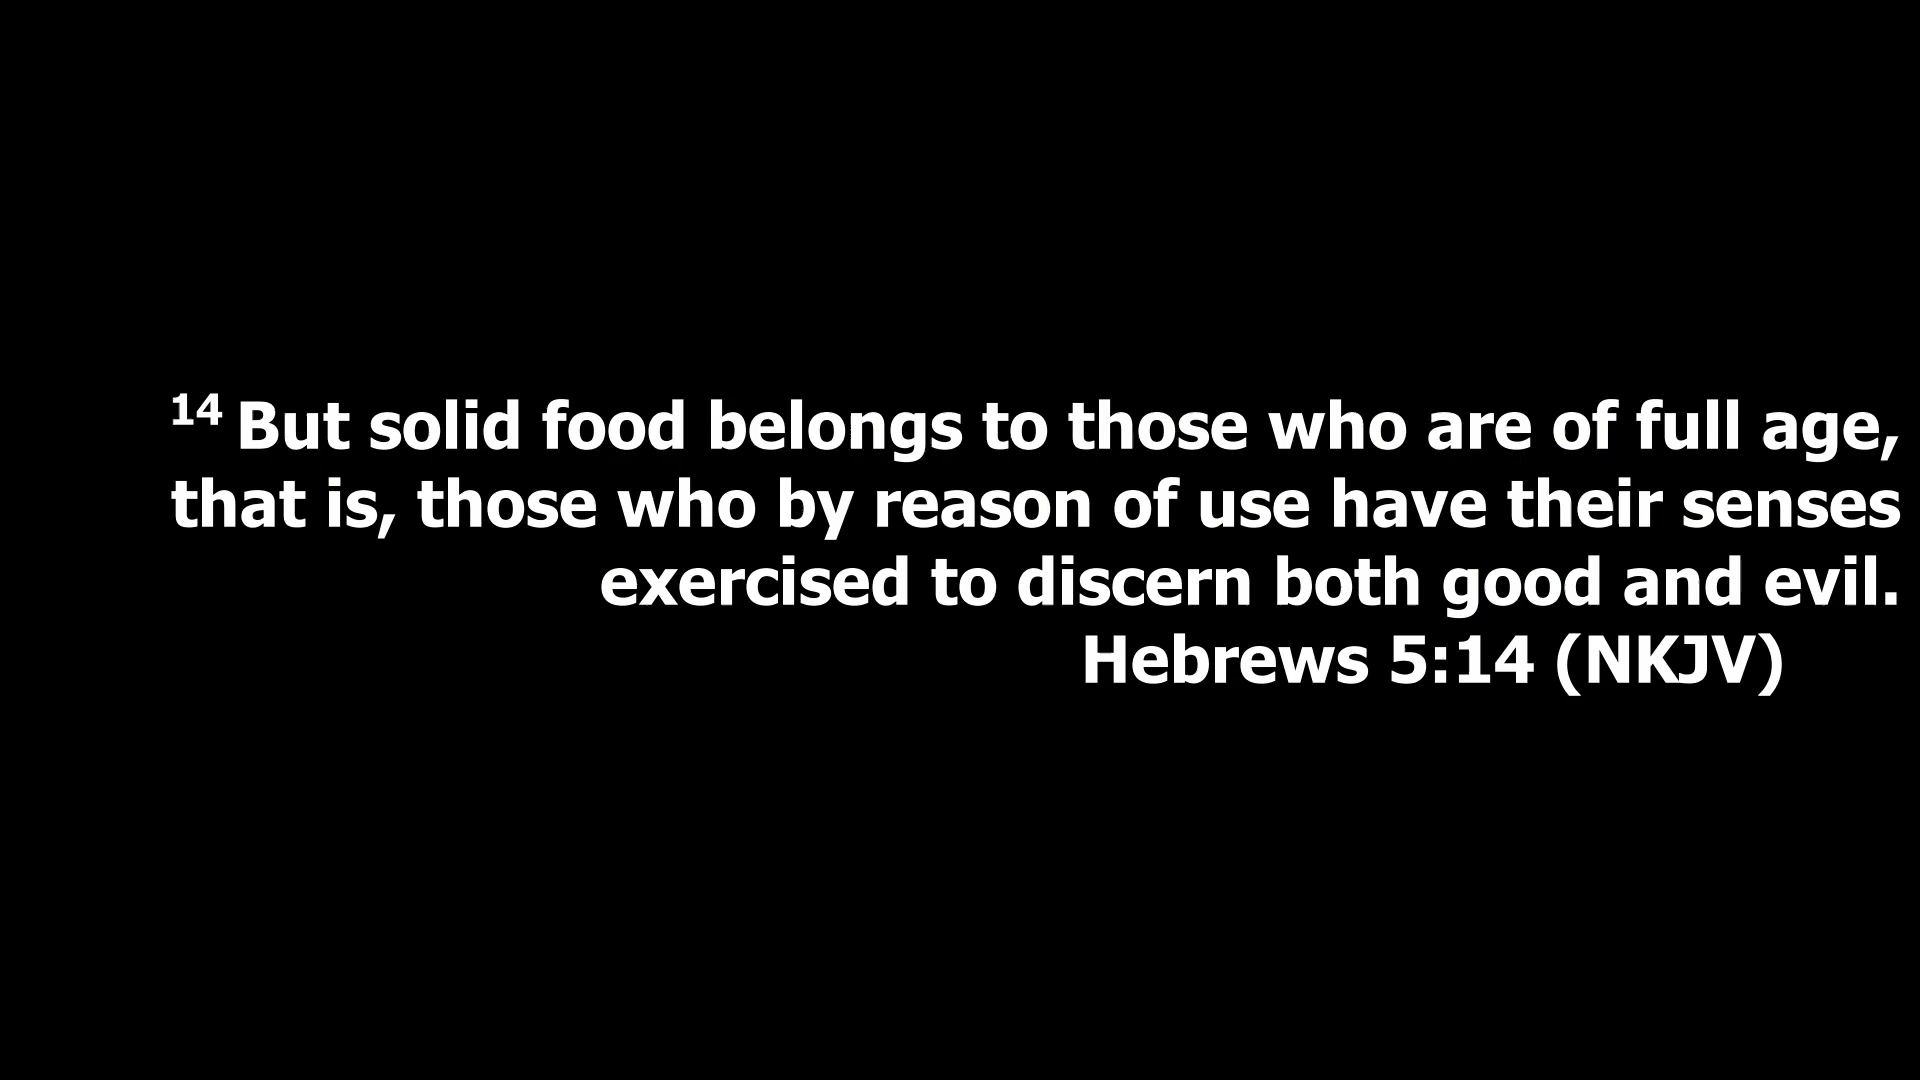 14 But solid food belongs to those who are of full age,
that is, those who by reason of use have their senses
exercised to discern both good and evil.
Hebrews 5:14 (NKJV)